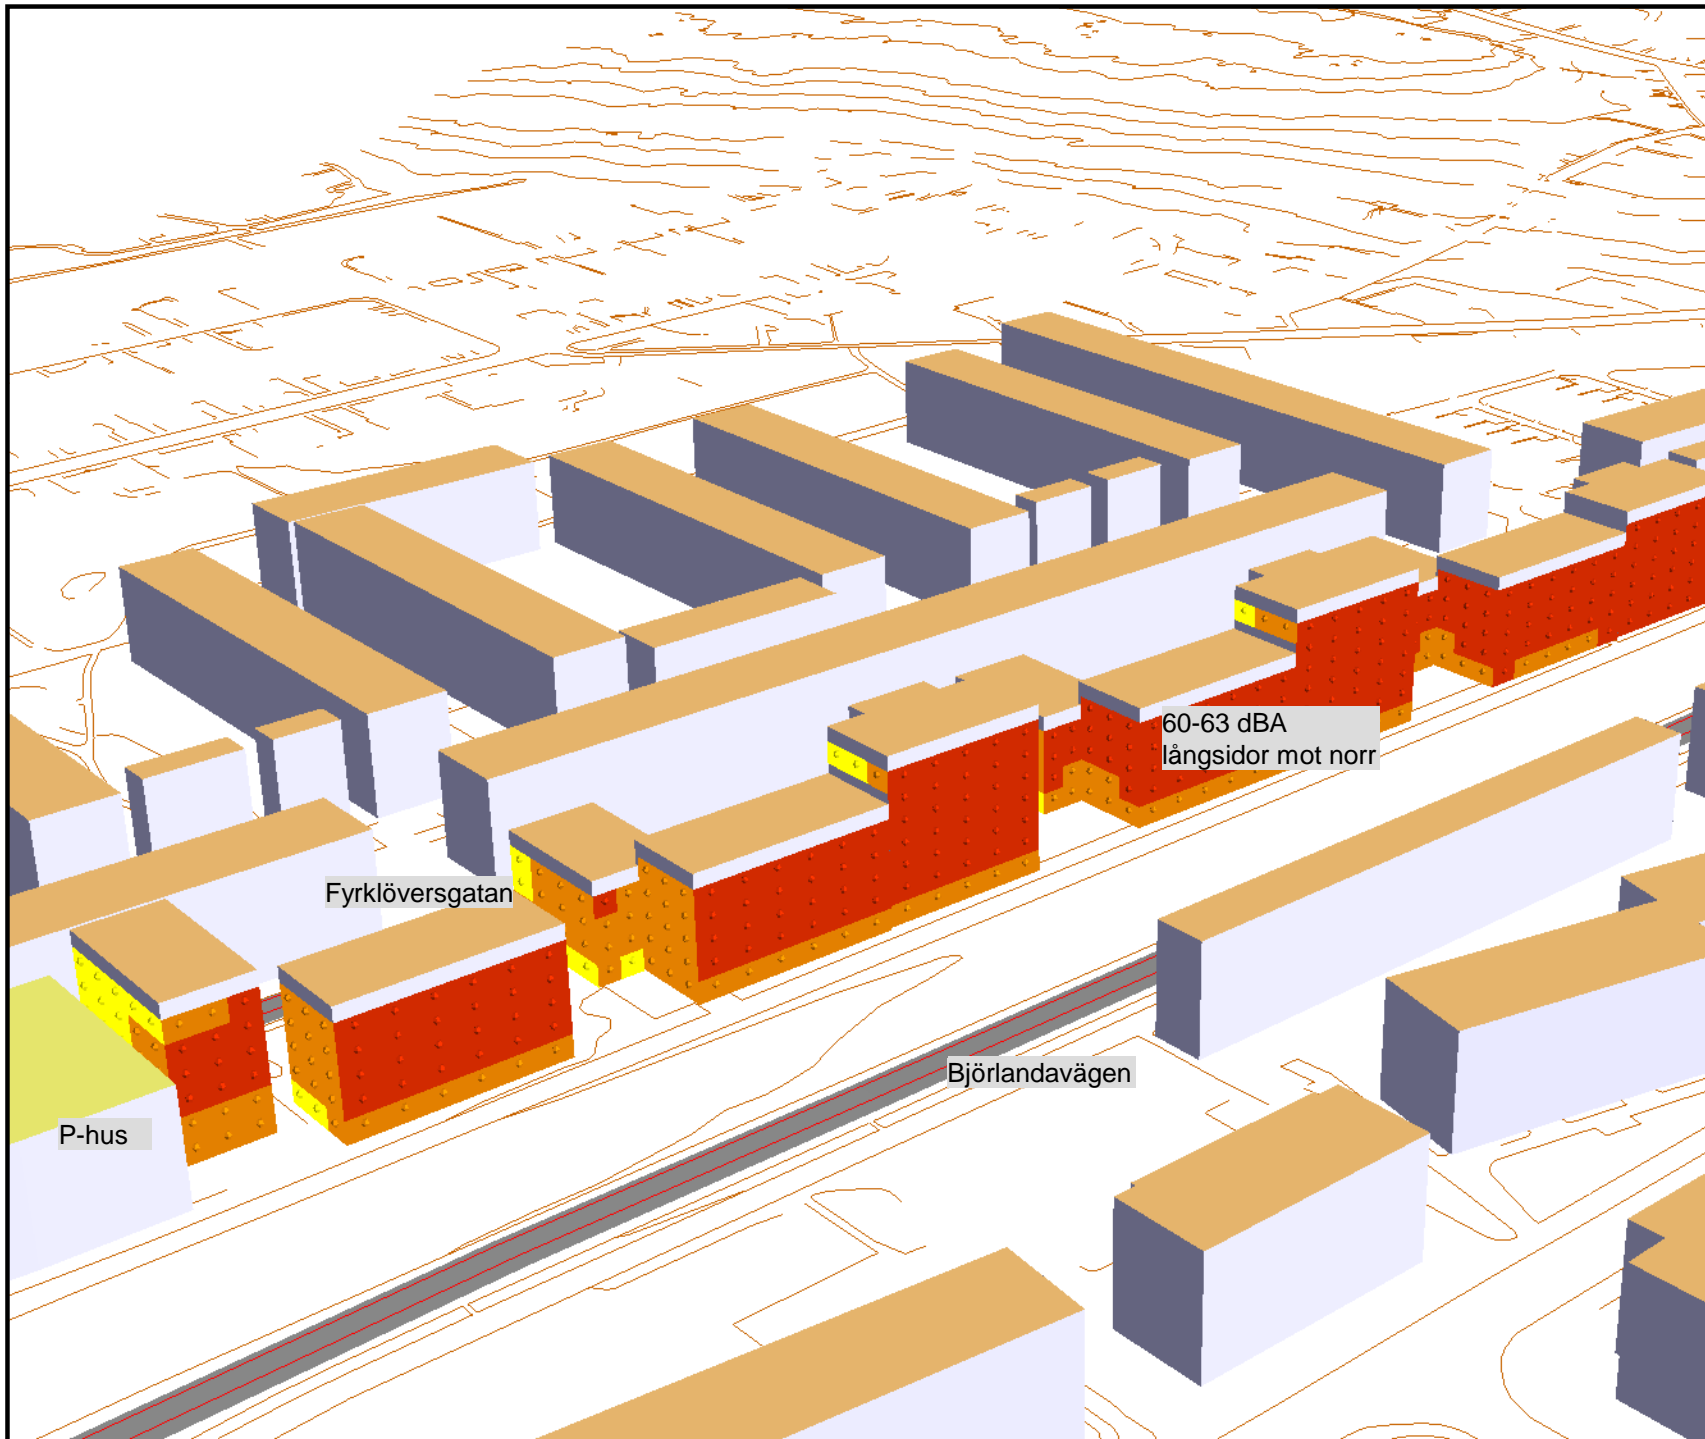 60-63 dBA
långsidor mot norr
Fyrklöversgatan
Björlandavägen
P-hus